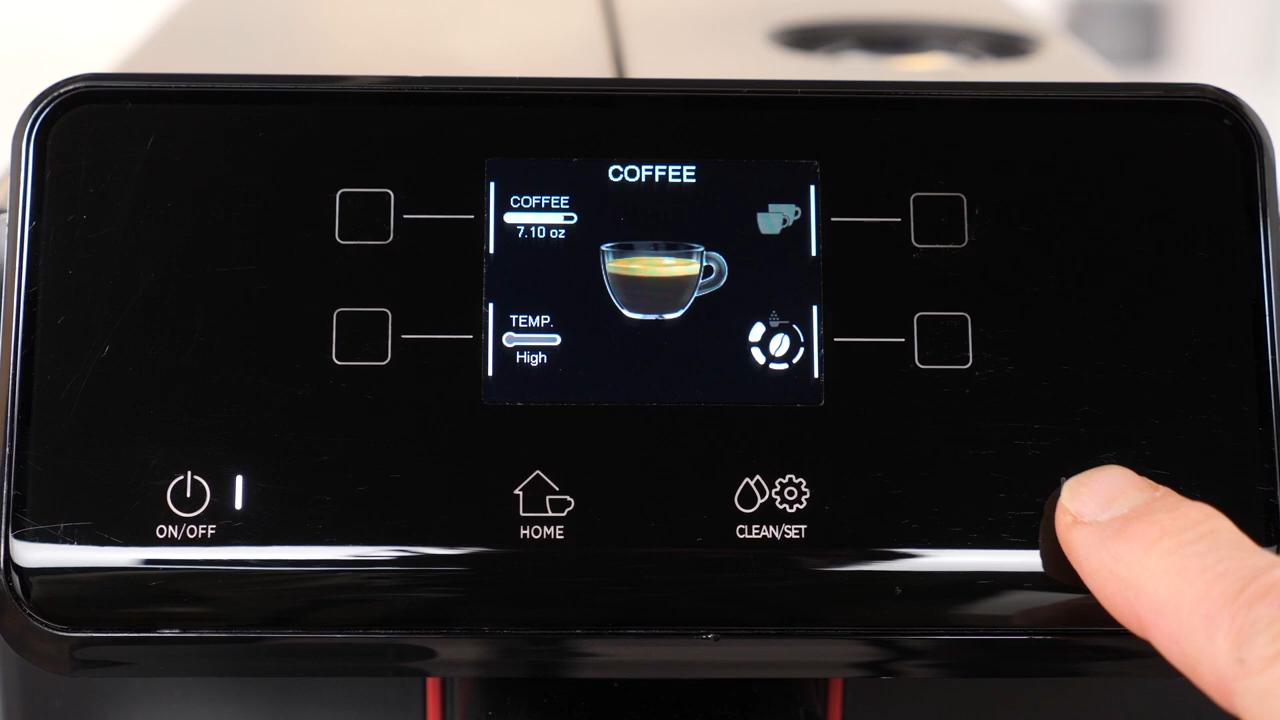 COFFEE
COFFEE
7.10 oz
TEMP.
High
ON/OFF
HOME
CLEAN/SET